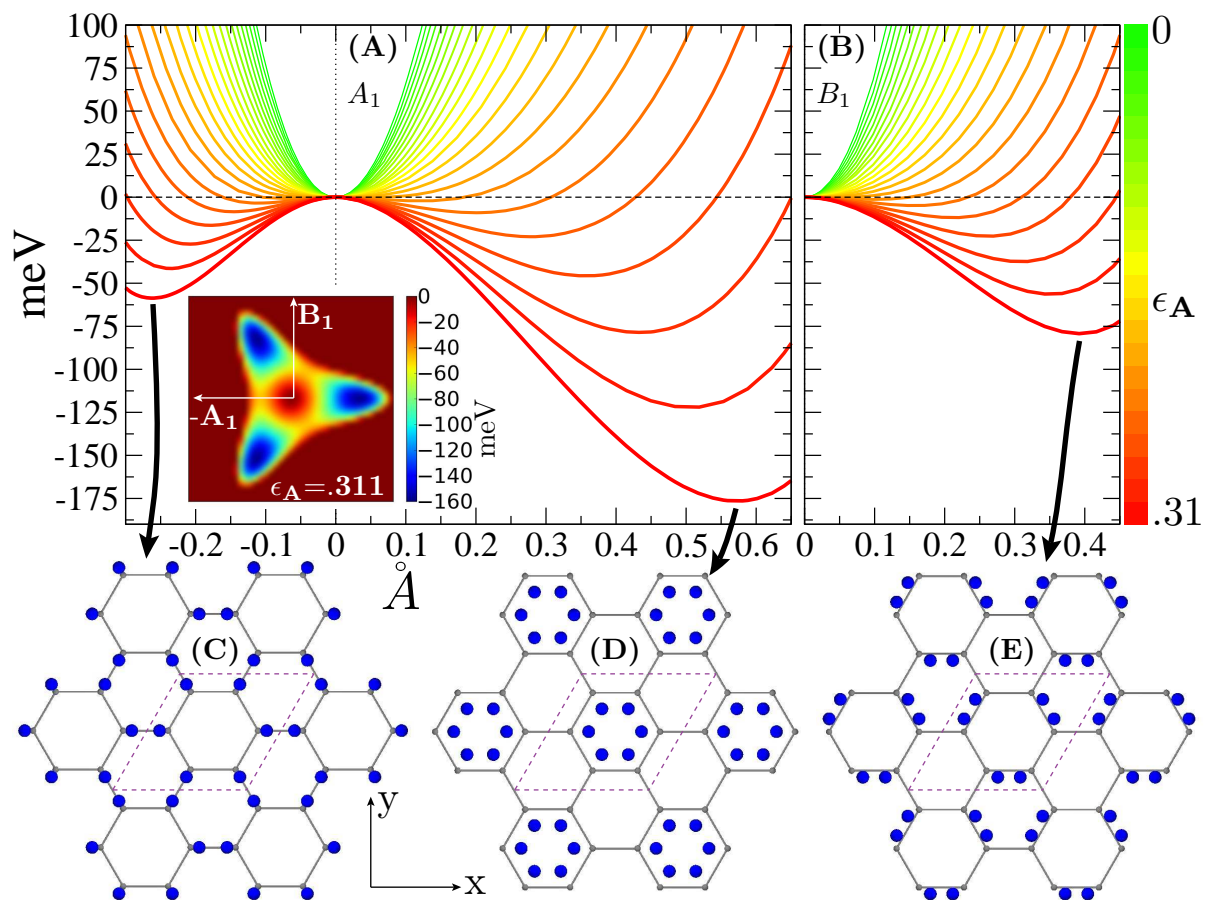 100
75
50
25
0
-25
-50
-75
-100
-125
-150
-175
meV
(A)
A₁
(B)
B₁
0
ϵ_A
.31
B₁
-A₁
ϵ_A=.311
0
−20
−40
−60
−80
−100
−120
−140
−160
meV
-0.2
-0.1
0
0.1
0.2
0.3
0.4
0.5
0.6
0
0.1
0.2
0.3
0.4
Å
(C)
(D)
(E)
y
x